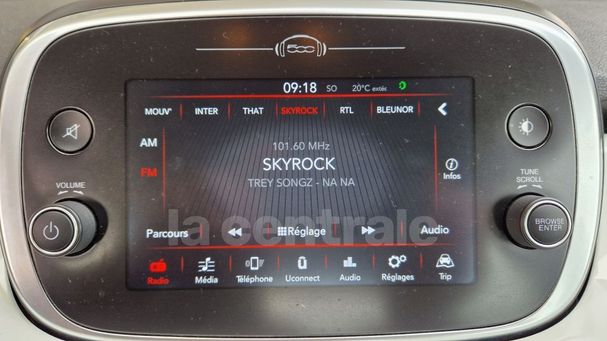 500
09:18 SO 20°C extér.
MOUV' INTER THAT SKYROCK RTL BLEUNOR
AM
FM
101.60 MHz
SKYROCK
TREY SONGZ - NA NA
Infos
VOLUME
TUNE
SCROLL
BROWSE
ENTER
la centrale
Parcours Réglage Audio
Radio Média Téléphone Uconnect Audio Réglages Trip